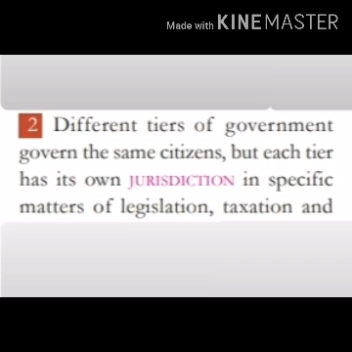 Made with KINEMASTER
2 Different tiers of government
govern the same citizens, but each tier
has its own JURISDICTION in specific
matters of legislation, taxation and